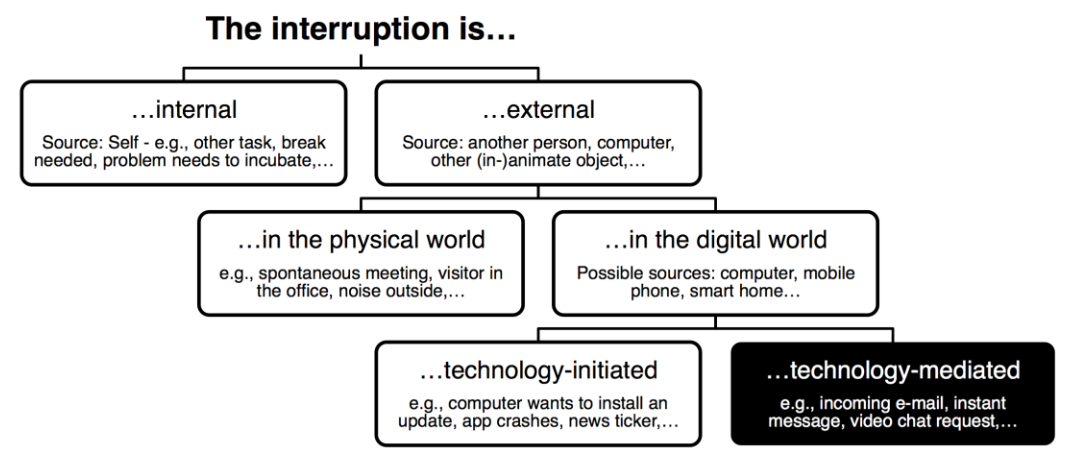 The interruption is…
…internal
Source: Self - e.g., other task, break
needed, problem needs to incubate,…
…external
Source: another person, computer,
other (in-)animate object,…
…in the physical world
e.g., spontaneous meeting, visitor in
the office, noise outside,…
…in the digital world
Possible sources: computer, mobile
phone, smart home…
…technology-initiated
e.g., computer wants to install an
update, app crashes, news ticker,…
…technology-mediated
e.g., incoming e-mail, instant
message, video chat request,…